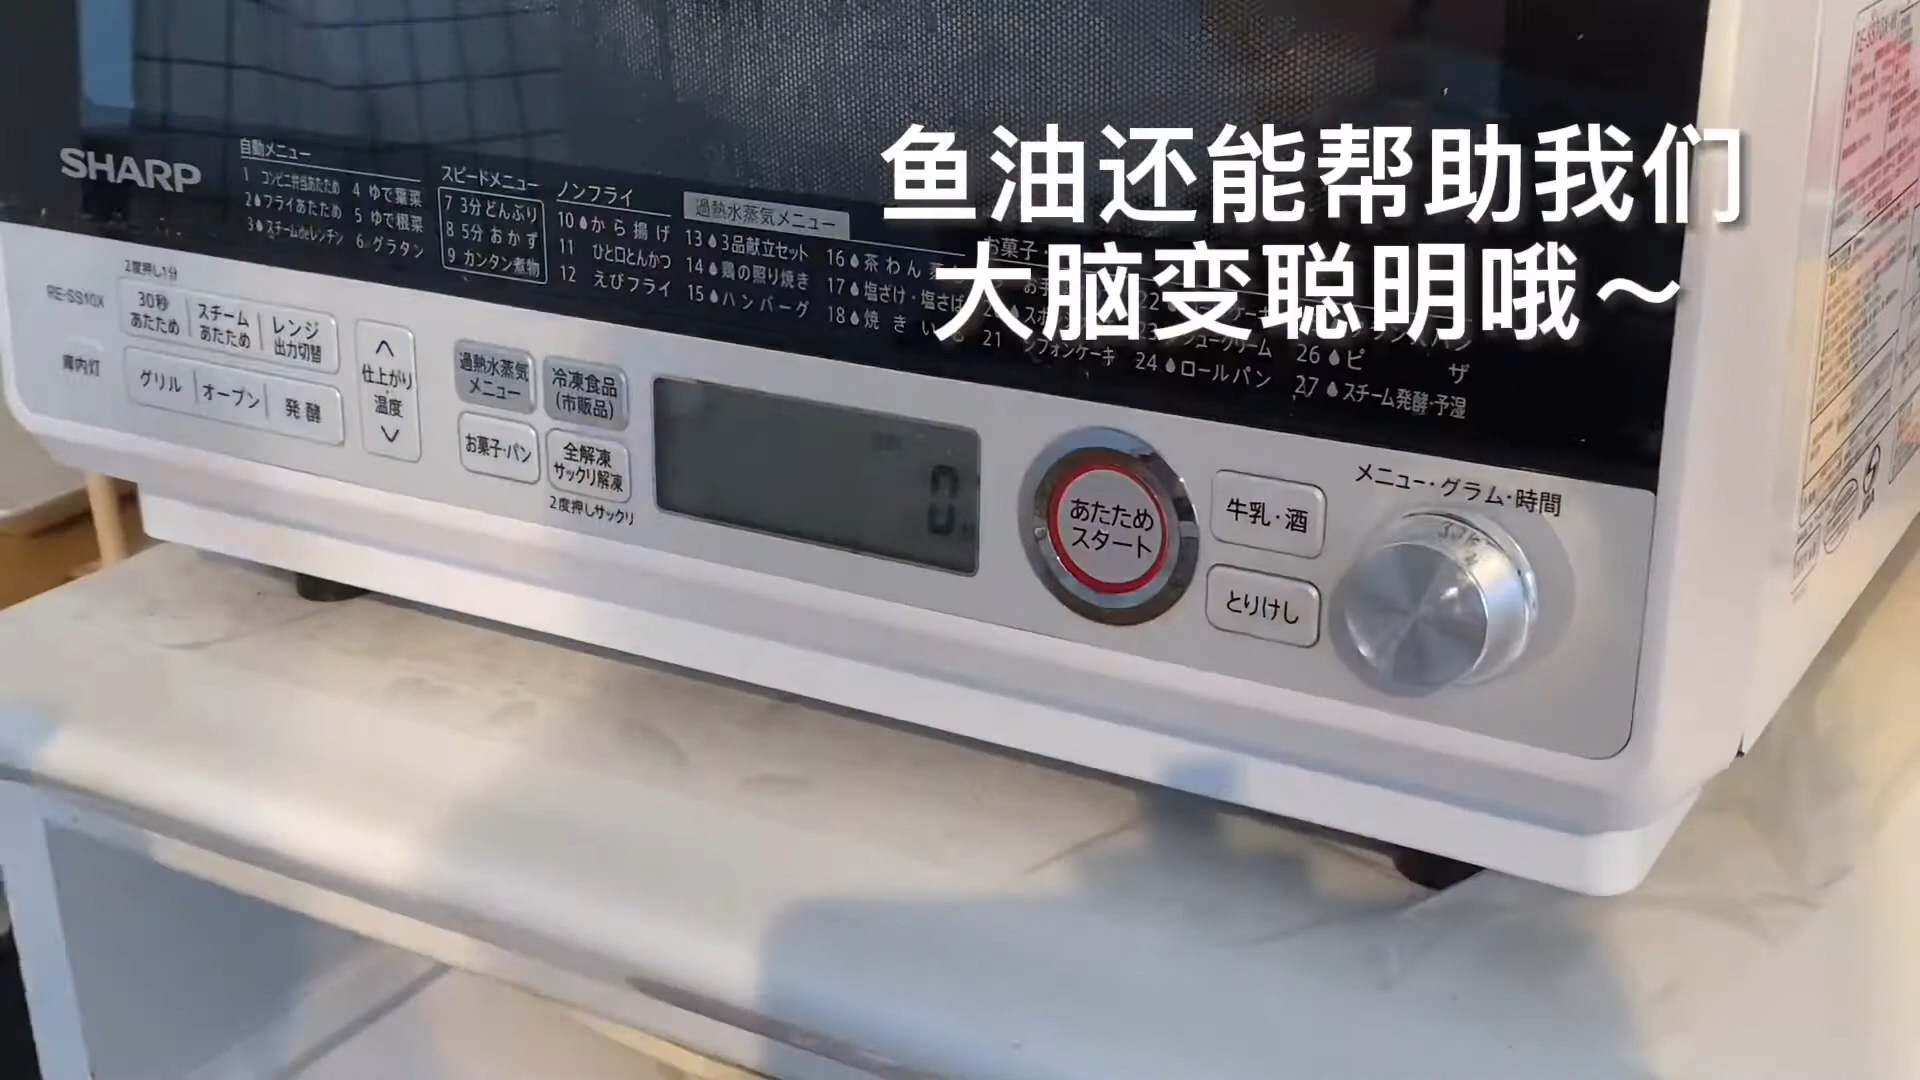 鱼油还能帮助我们
大脑变聪明哦～
SHARP
自動メニュー
1 コンビニ弁当あたため
2 フライあたため
3 スチームdeレンチン
4 ゆで葉菜
5 ゆで根菜
6 グラタン
スピードメニュー
7 3分どんぶり
8 5分おかず
9 カンタン煮物
ノンフライ
10 から揚げ
11 ひと口とんかつ
12 えびフライ
過熱水蒸気メニュー
13 3品献立セット
14 鶏の照り焼き
15 ハンバーグ
16 茶わん
17 塩ざけ・塩さば
18 焼き
お菓子
21 シフォンケーキ
24 ロールパン
26 ピザ
27 スチーム発酵・予湿
RE-SS10X
庫内灯
2度押し1分
30秒
あたため
スチーム
あたため
レンジ
出力切替
グリル
オーブン
発酵
仕上がり
温度
過熱水蒸気
メニュー
冷凍食品
(市販品)
お菓子・パン
全解凍
サックリ解凍
2度押しサックリ
0
あたため
スタート
牛乳・酒
とりけし
メニュー・グラム・時間